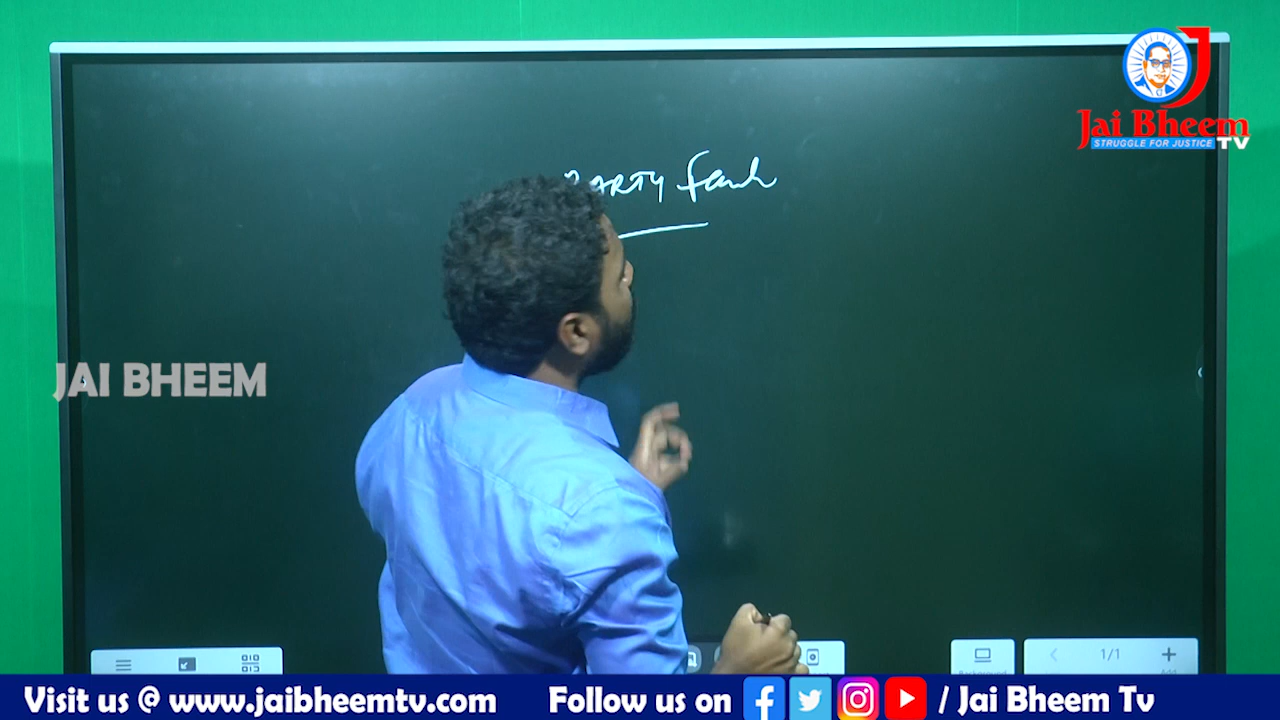 Jai Bheem
STRUGGLE FOR JUSTICE TV
PARTY
JAI BHEEM
1/1
Visit us @ www.jaibheemtv.com Follow us on / Jai Bheem Tv